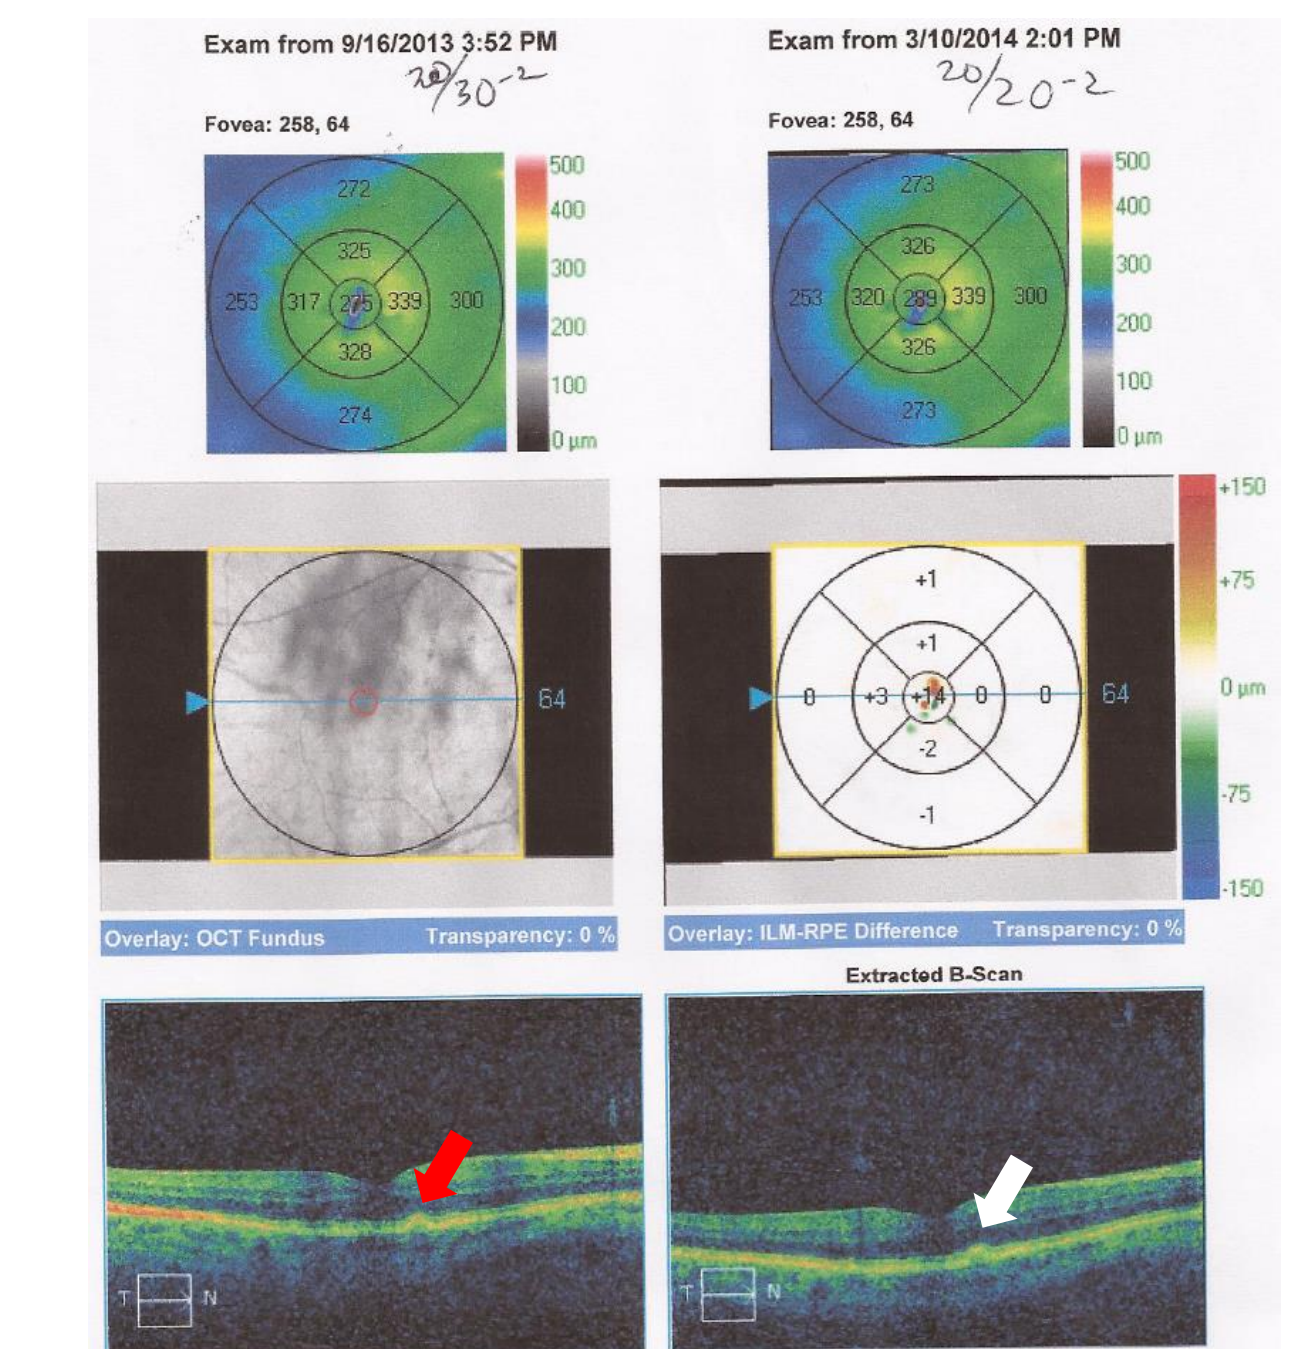 Exam from 9/16/2013 3:52 PM
20/30-2
Fovea: 258, 64
500
400
300
200
100
0 µm
272
325
253 317 275 339 300
328
274
Exam from 3/10/2014 2:01 PM
20/20-2
Fovea: 258, 64
500
400
300
200
100
0 µm
273
326
253 320 289 339 300
326
273
64
Overlay: OCT Fundus Transparency: 0 %
+150
+75
0 µm
-75
-150
+1
+1
0 +3 +14 0 0
-2
-1
64
Overlay: ILM-RPE Difference Transparency: 0 %
Extracted B-Scan
T N
T N